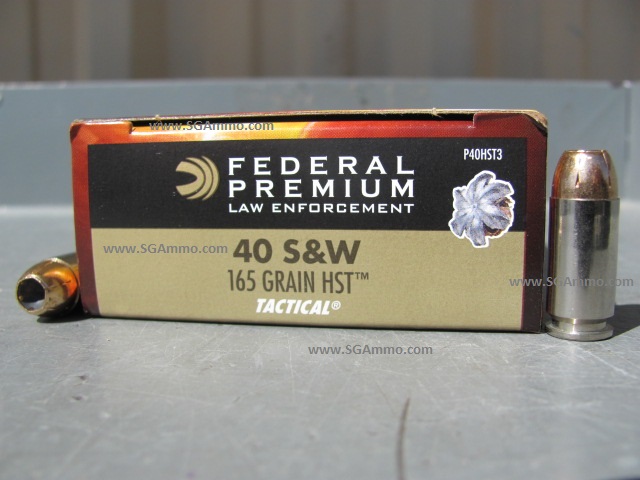 www.SGAmmo.com
P40HST3
FEDERAL
PREMIUM
LAW ENFORCEMENT
www.SGAmmo.com
40 S&W
165 GRAIN HST™
www.SGAmmo.com
TACTICAL®
www.SGAmmo.com